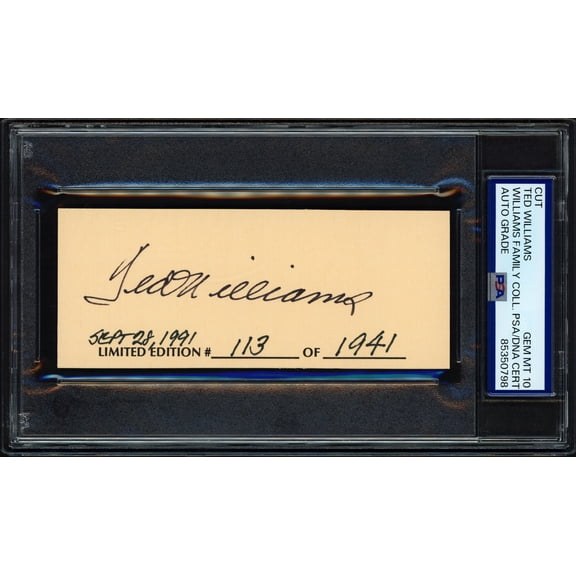 Ted Williams
SEPT 28, 1991
LIMITED EDITION # 113 OF 1941
CUT
TED WILLIAMS
WILLIAMS FAMILY COLL.
AUTO GRADE
GEM MT 10
PSA/DNA CERT
85350798
PSA